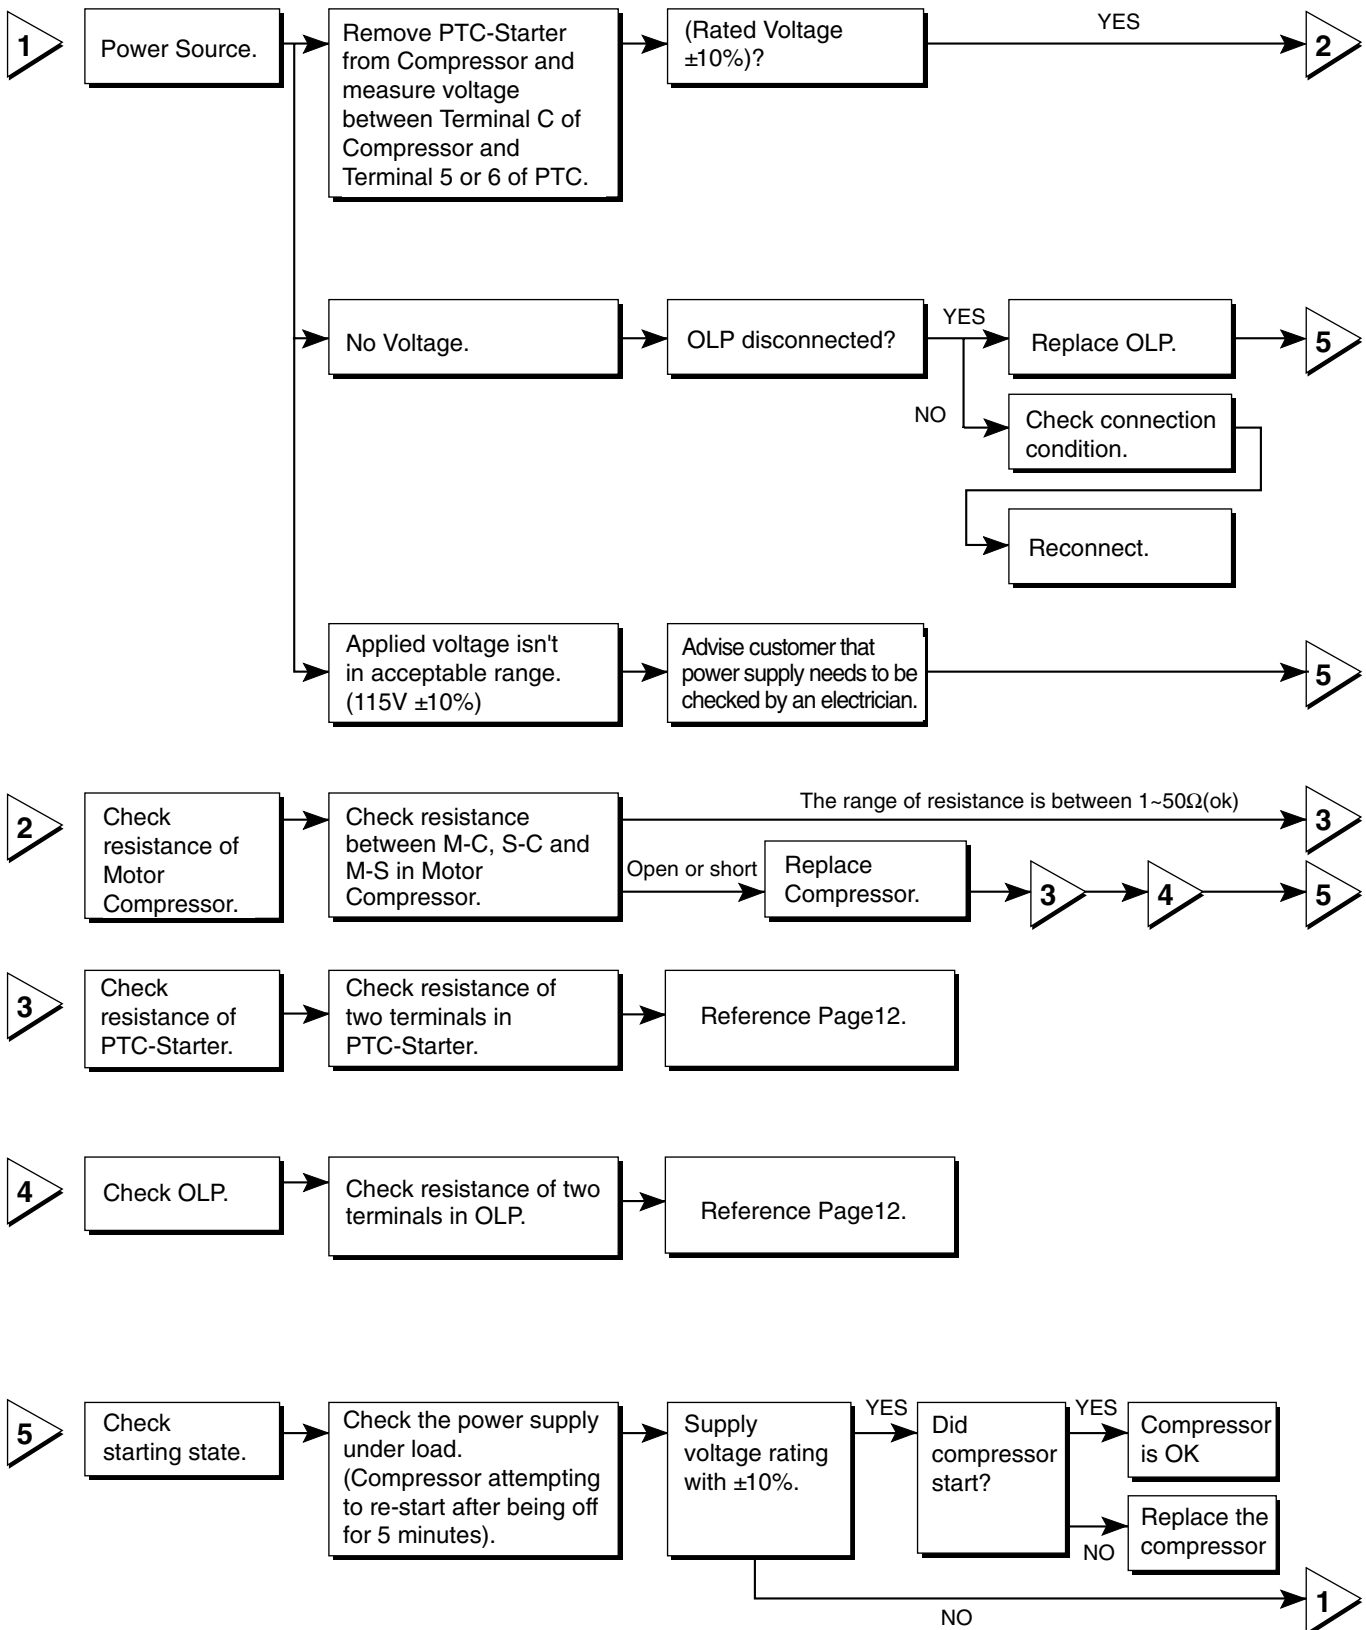 1
Power Source.
Remove PTC-Starter
from Compressor and
measure voltage
between Terminal C of
Compressor and
Terminal 5 or 6 of PTC.
(Rated Voltage
±10%)?
YES
2
No Voltage.
OLP disconnected?
YES
Replace OLP.
5
NO
Check connection
condition.
Reconnect.
Applied voltage isn't
in acceptable range.
(115V ±10%)
Advise customer that
power supply needs to be
checked by an electrician.
5
2
Check
resistance of
Motor
Compressor.
Check resistance
between M-C, S-C and
M-S in Motor
Compressor.
The range of resistance is between 1~50Ω(ok)
3
Open or short
Replace
Compressor.
3
4
5
3
Check
resistance of
PTC-Starter.
Check resistance of
two terminals in
PTC-Starter.
Reference Page12.
4
Check OLP.
Check resistance of two
terminals in OLP.
Reference Page12.
5
Check
starting state.
Check the power supply
under load.
(Compressor attempting
to re-start after being off
for 5 minutes).
Supply
voltage rating
with ±10%.
YES
Did
compressor
start?
YES
Compressor
is OK
NO
Replace the
compressor
NO
1